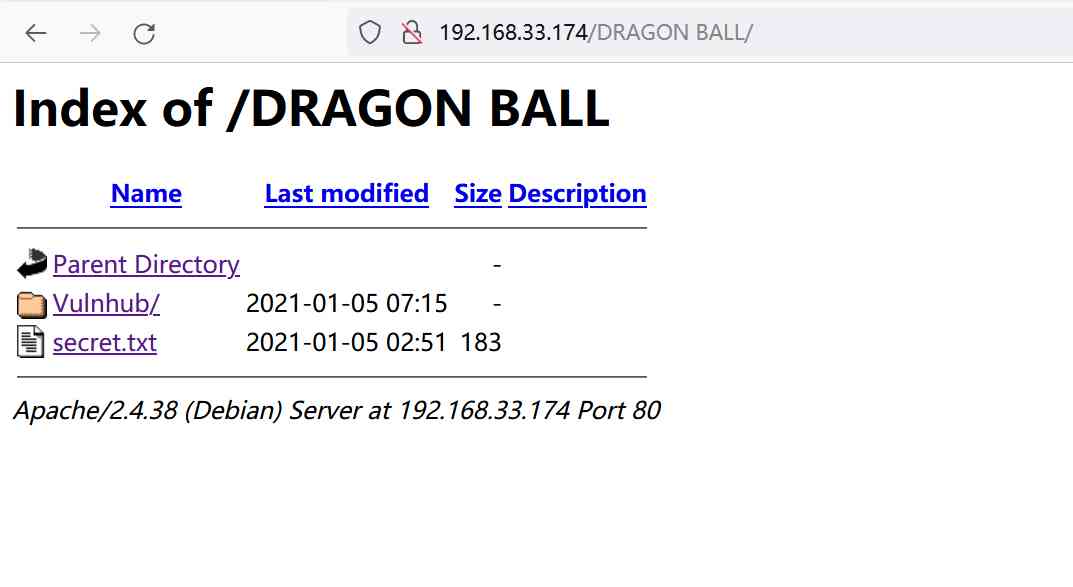 192.168.33.174/DRAGON BALL/
Index of /DRAGON BALL
Name Last modified Size Description
Parent Directory -
Vulnhub/ 2021-01-05 07:15 -
secret.txt 2021-01-05 02:51 183
Apache/2.4.38 (Debian) Server at 192.168.33.174 Port 80